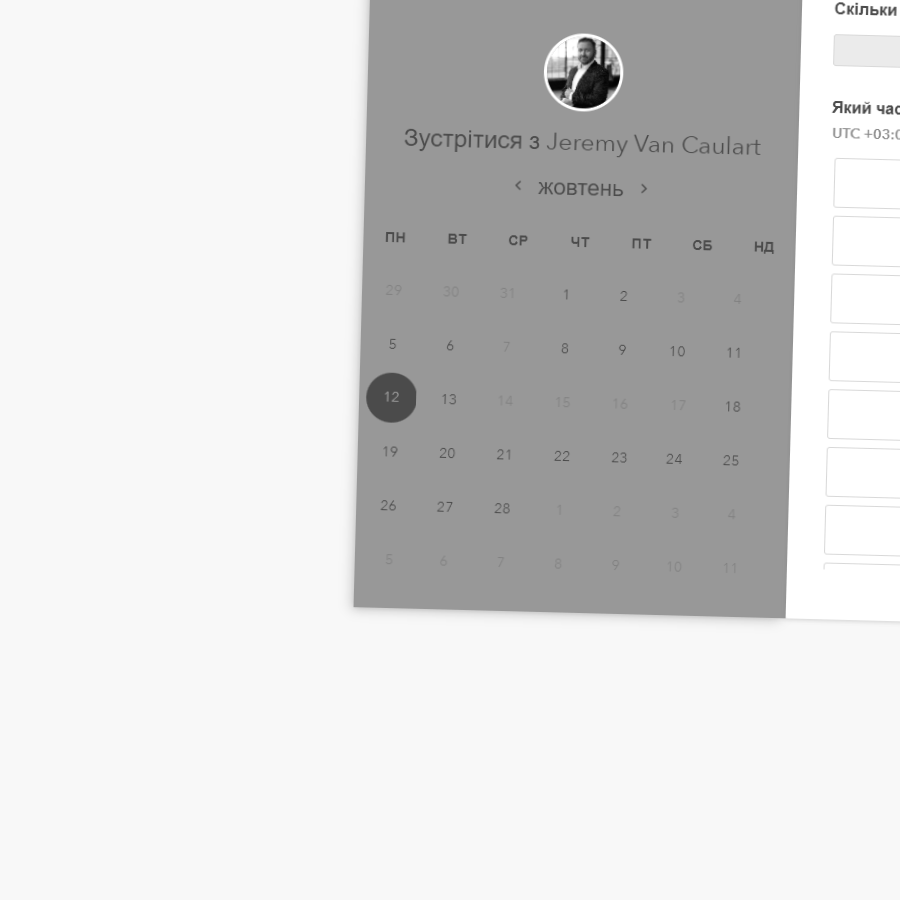 Зустрітися з Jeremy Van Caulart
жовтень
ПН ВТ СР ЧТ ПТ СБ НД
29 30 31 1 2 3 4
5 6 7 8 9 10 11
12 13 14 15 16 17 18
19 20 21 22 23 24 25
26 27 28 1 2 3 4
5 6 7 8 9 10 11
Скільки
Який час
UTC +03:0